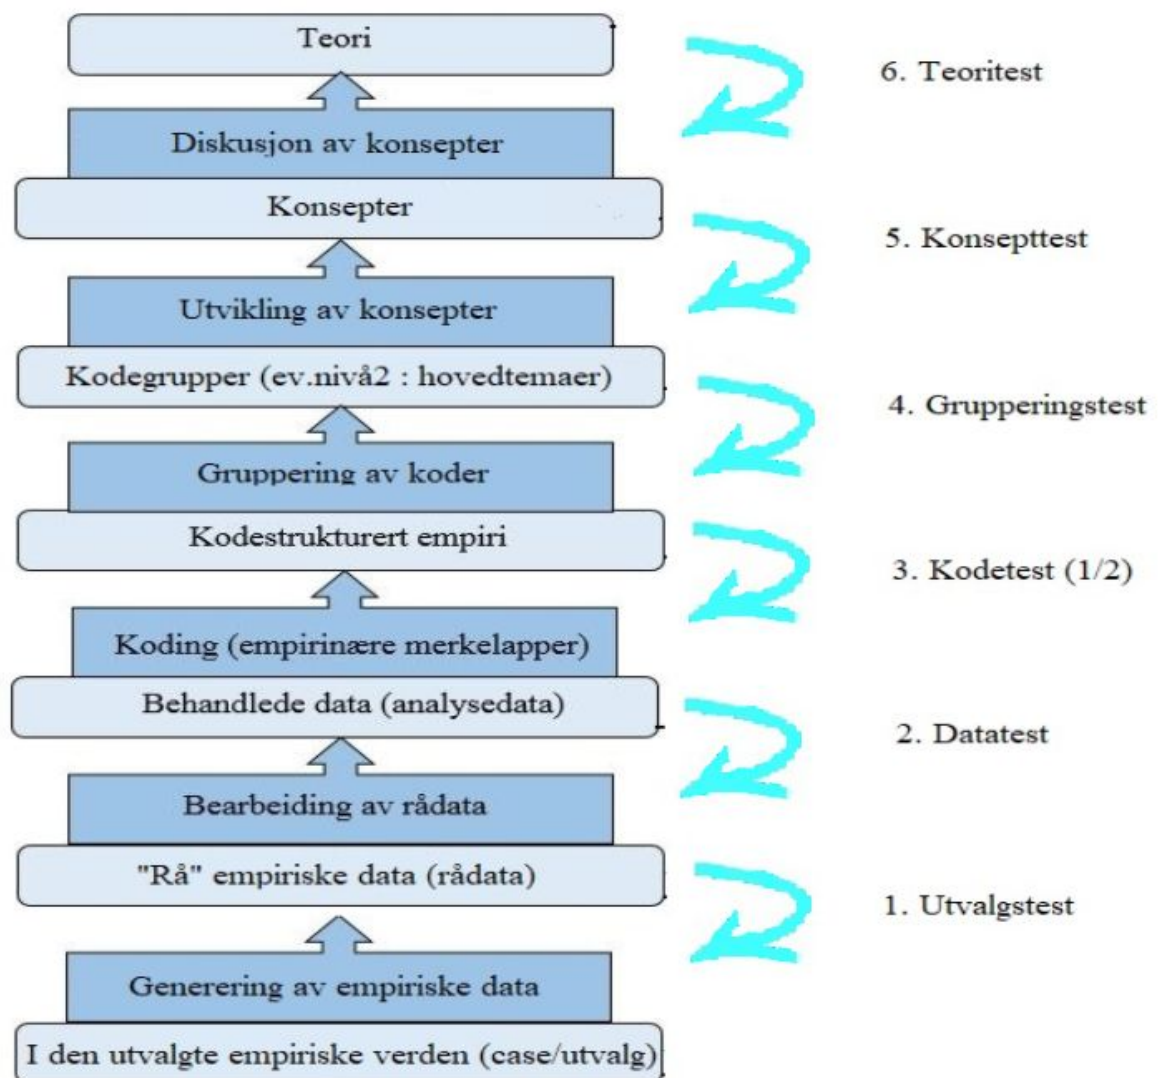 Teori
6. Teoritest
Diskusjon av konsepter
Konsepter
5. Konsepttest
Utvikling av konsepter
Kodegrupper (ev.nivå2 : hovedtemaer)
4. Grupperingstest
Gruppering av koder
Kodestrukturert empiri
3. Kodetest (1/2)
Koding (empirinære merkelapper)
Behandlede data (analysedata)
2. Datatest
Bearbeiding av rådata
"Rå" empiriske data (rådata)
1. Utvalgstest
Generering av empiriske data
I den utvalgte empiriske verden (case/utvalg)